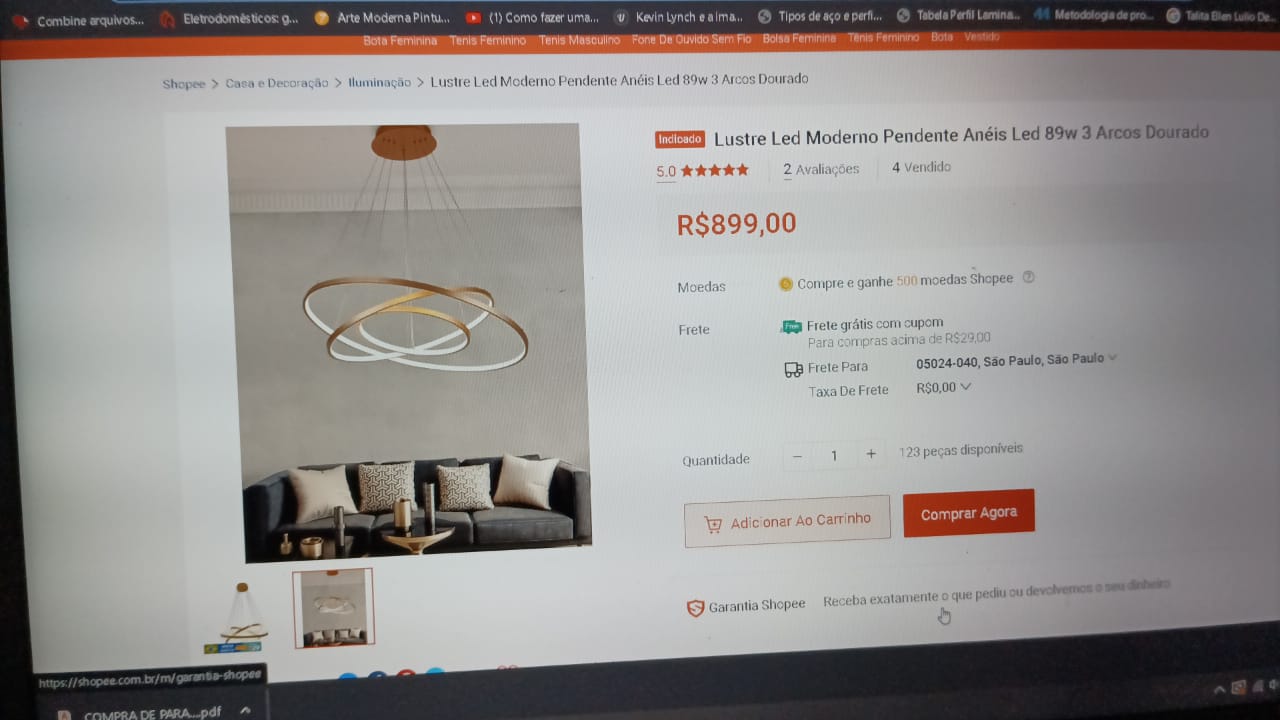 Combine arquivos...
Eletrodomésticos: g...
Arte Moderna Pintu...
(1) Como fazer uma...
Kevin Lynch e a ima...
Tipos de aço e perfi...
Tabela Perfil Lamina...
Metodologia de pro...
Talita Elen Lulio De...
Bota Feminina Tenis Feminino Tenis Masculino Fone De Ouvido Sem Fio Bolsa Feminina Tênis Feminino Bota Vestido
Shopee > Casa e Decoração > Iluminação > Lustre Led Moderno Pendente Anéis Led 89w 3 Arcos Dourado
Indicado Lustre Led Moderno Pendente Anéis Led 89w 3 Arcos Dourado
5.0 2 Avaliações 4 Vendido
R$899,00
Moedas Compre e ganhe 500 moedas Shopee ?
Frete Free Frete grátis com cupom
Para compras acima de R$29,00
Frete Para 05024-040, São Paulo, São Paulo
Taxa De Frete R$0,00
Quantidade − 1 + 123 peças disponíveis
Adicionar Ao Carrinho Comprar Agora
Garantia Shopee Receba exatamente o que pediu ou devolvemos o seu dinheiro
https://shopee.com.br/m/garantia-shopee
COMPRA DE PARA....pdf